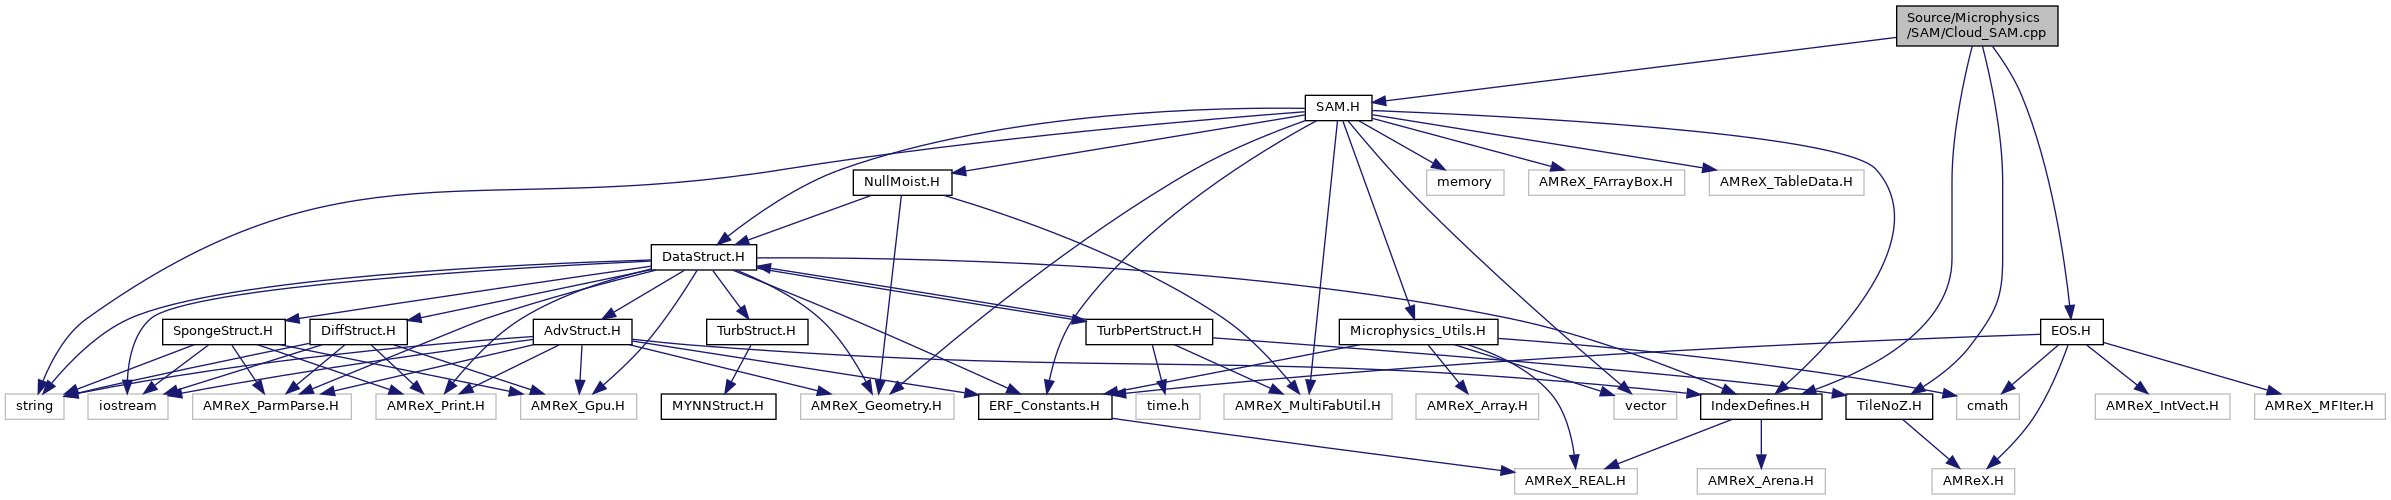 Source/Microphysics
/SAM/Cloud_SAM.cpp
SAM.H
NullMoist.H
memory
AMReX_FArrayBox.H
AMReX_TableData.H
DataStruct.H
SpongeStruct.H
DiffStruct.H
AdvStruct.H
TurbStruct.H
TurbPertStruct.H
Microphysics_Utils.H
EOS.H
string
iostream
AMReX_ParmParse.H
AMReX_Print.H
AMReX_Gpu.H
MYNNStruct.H
AMReX_Geometry.H
ERF_Constants.H
time.h
AMReX_MultiFabUtil.H
AMReX_Array.H
vector
IndexDefines.H
TileNoZ.H
cmath
AMReX_IntVect.H
AMReX_MFIter.H
AMReX_REAL.H
AMReX_Arena.H
AMReX.H